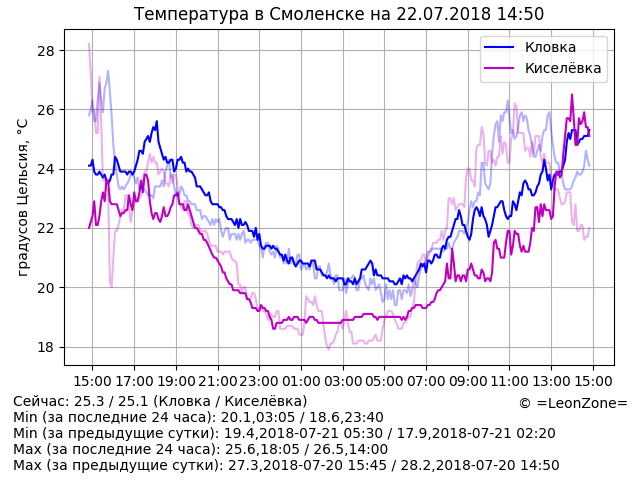 Температура в Смоленске на 22.07.2018 14:50
Кловка
Киселёвка
градусов Цельсия, °C
28
26
24
22
20
18
15:00 17:00 19:00 21:00 23:00 01:00 03:00 05:00 07:00 09:00 11:00 13:00 15:00
Сейчас: 25.3 / 25.1 (Кловка / Киселёвка)
© =LeonZone=
Min (за последние 24 часа): 20.1,03:05 / 18.6,23:40
Min (за предыдущие сутки): 19.4,2018-07-21 05:30 / 17.9,2018-07-21 02:20
Max (за последние 24 часа): 25.6,18:05 / 26.5,14:00
Max (за предыдущие сутки): 27.3,2018-07-20 15:45 / 28.2,2018-07-20 14:50